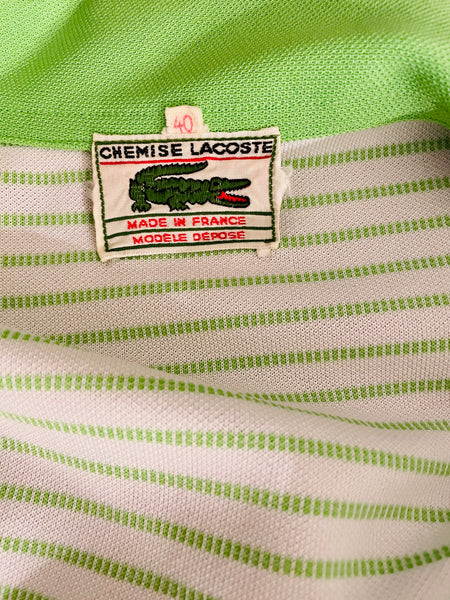 40
CHEMISE LACOSTE
MADE IN FRANCE
MODÈLE DÉPOSÉ